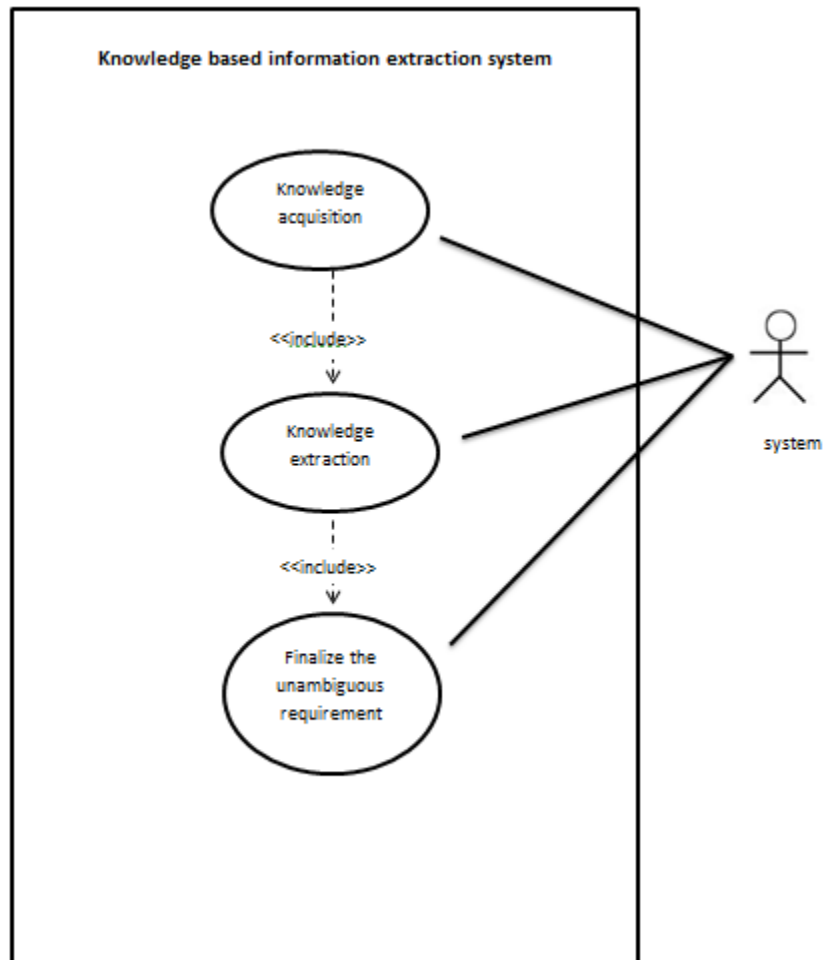 Knowledge based information extraction system
Knowledge
acquisition
<<include>>
Knowledge
extraction
system
<<include>>
Finalize the
unambiguous
requirement